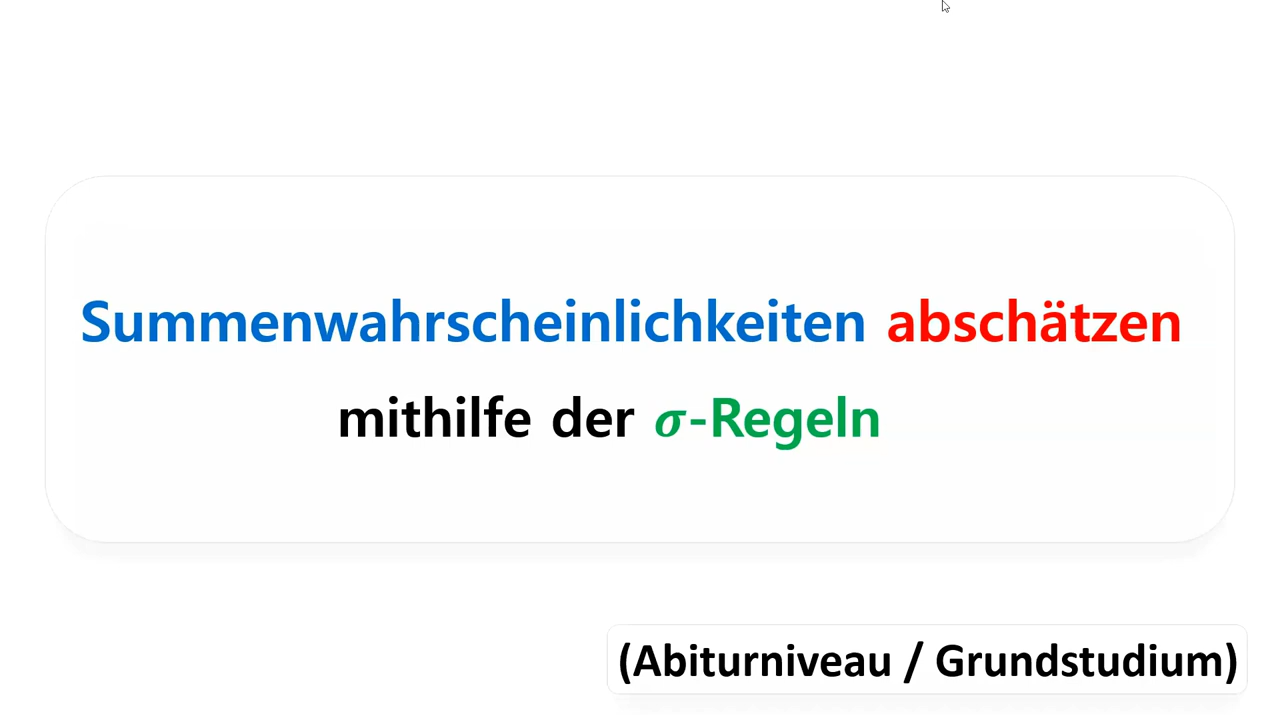 Summenwahrscheinlichkeiten abschätzen
mithilfe der σ-Regeln
(Abiturniveau / Grundstudium)